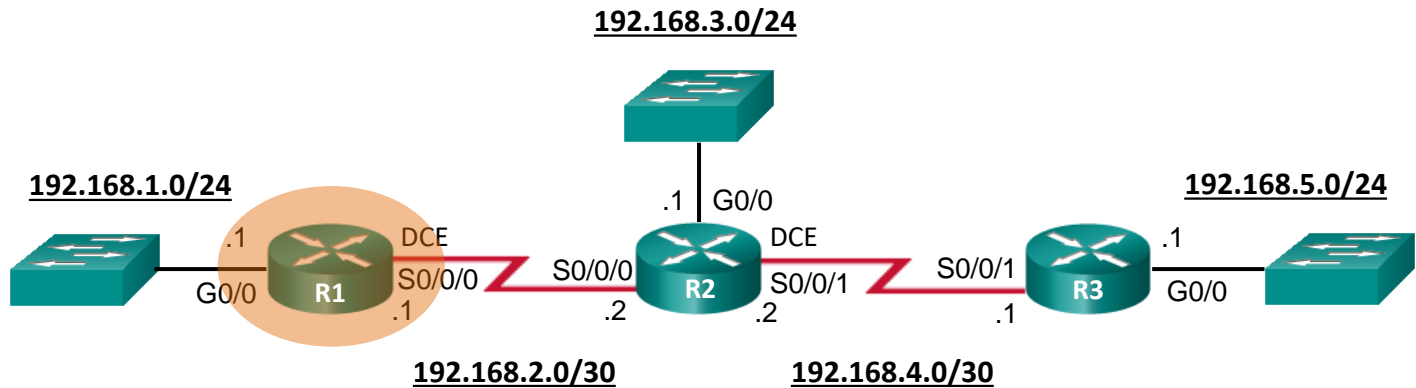 192.168.3.0/24
192.168.1.0/24
192.168.5.0/24
.1
G0/0
.1
DCE
DCE
.1
G0/0
R1
S0/0/0
S0/0/0
R2
S0/0/1
S0/0/1
R3
G0/0
.1
.2
.2
.1
192.168.2.0/30
192.168.4.0/30